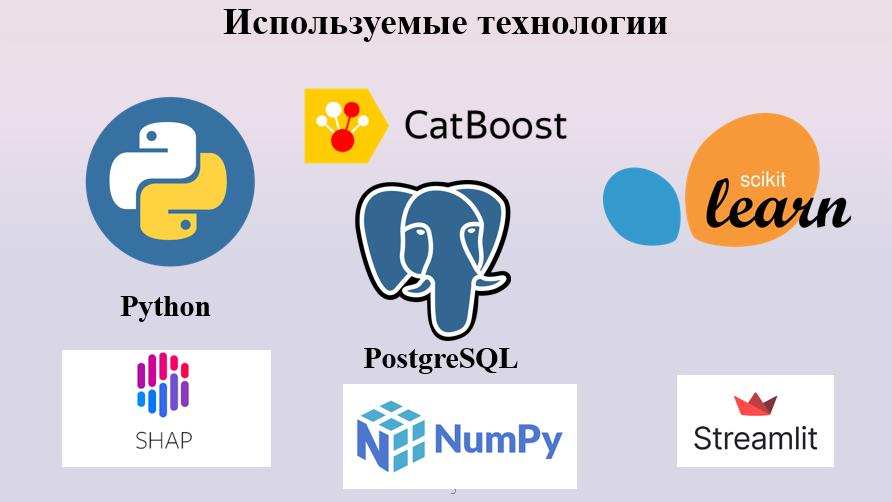 Используемые технологии
CatBoost
scikit
learn
Python
PostgreSQL
SHAP
NumPy
Streamlit